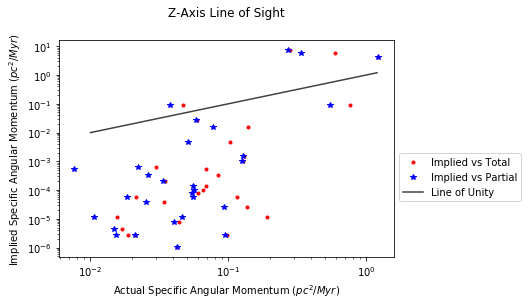 Z-Axis Line of Sight
Implied Specific Angular Momentum (pc²/Myr)
10¹
10⁰
10⁻¹
10⁻²
10⁻³
10⁻⁴
10⁻⁵
10⁻⁶
10⁻²
10⁻¹
10⁰
Actual Specific Angular Momentum (pc²/Myr)
Implied vs Total
Implied vs Partial
Line of Unity